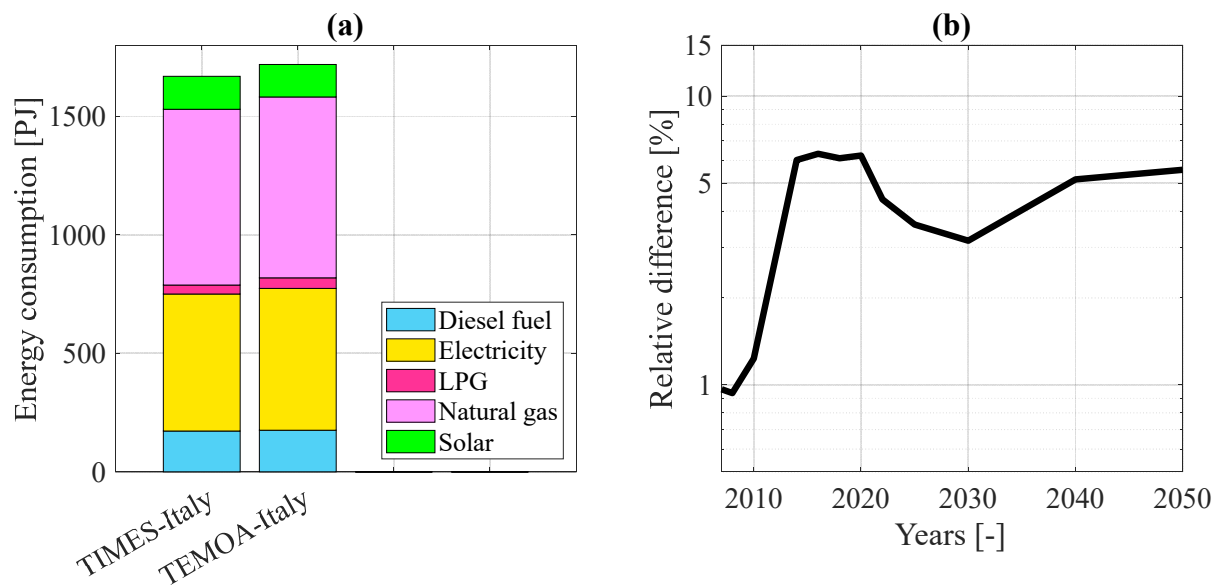 (a)
Energy consumption [PJ]
1500
1000
500
0
TIMES-Italy
TEMOA-Italy
Diesel fuel
Electricity
LPG
Natural gas
Solar
(b)
Relative difference [%]
15
10
5
1
2010 2020 2030 2040 2050
Years [-]